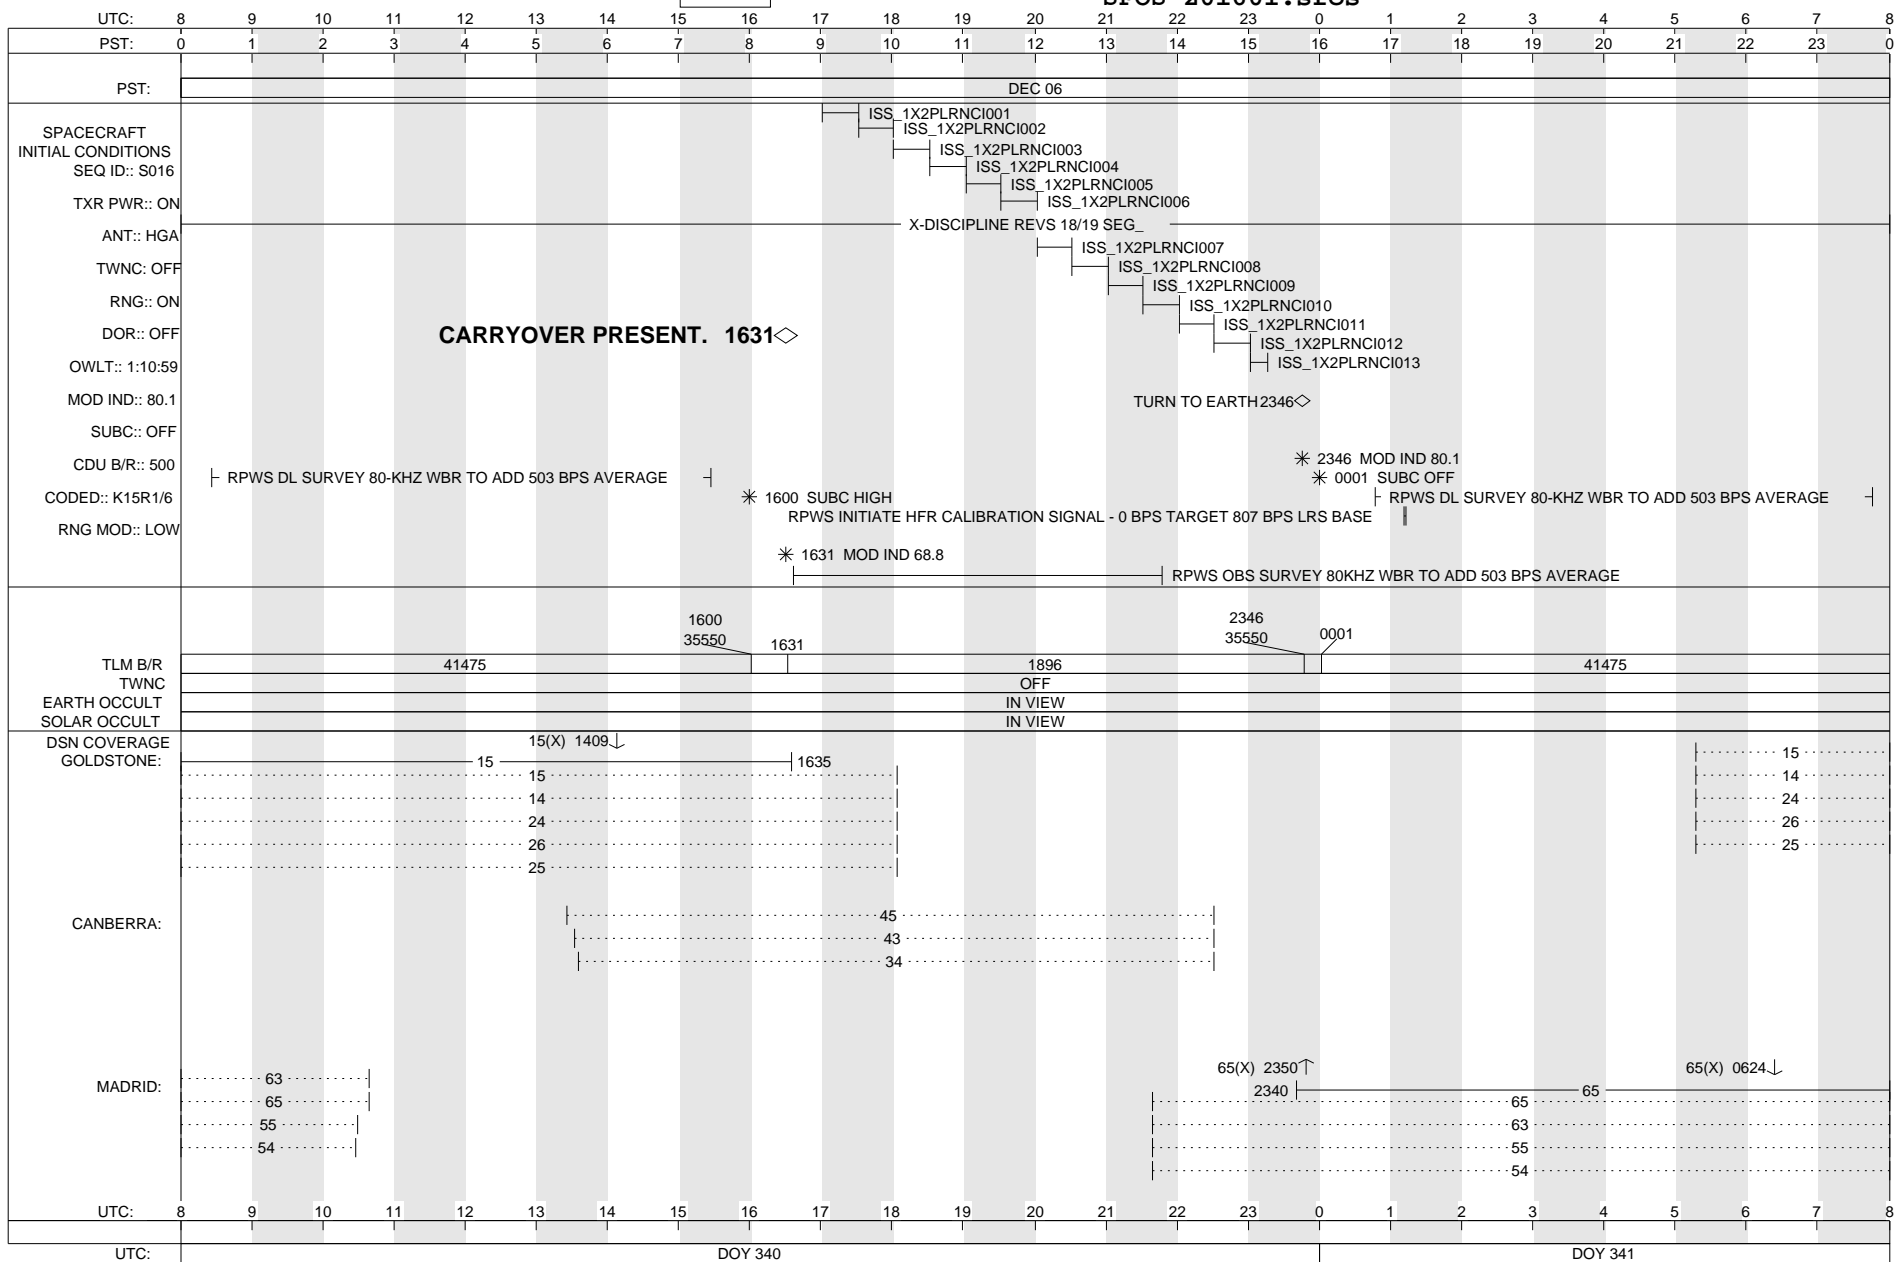 SFOS 201601.sfos
UTC: 8 9 10 11 12 13 14 15 16 17 18 19 20 21 22 23 0 1 2 3 4 5 6 7 8
PST: 0 1 2 3 4 5 6 7 8 9 10 11 12 13 14 15 16 17 18 19 20 21 22 23 0
PST: DEC 06
SPACECRAFT
INITIAL CONDITIONS
SEQ ID:: S016
TXR PWR:: ON
ANT:: HGA
TWNC: OFF
RNG:: ON
DOR:: OFF
OWLT:: 1:10:59
MOD IND:: 80.1
SUBC:: OFF
CDU B/R:: 500
CODED:: K15R1/6
RNG MOD:: LOW
ISS_1X2PLRNCI001
ISS_1X2PLRNCI002
ISS_1X2PLRNCI003
ISS_1X2PLRNCI004
ISS_1X2PLRNCI005
ISS_1X2PLRNCI006
X-DISCIPLINE REVS 18/19 SEG_
ISS_1X2PLRNCI007
ISS_1X2PLRNCI008
ISS_1X2PLRNCI009
ISS_1X2PLRNCI010
ISS_1X2PLRNCI011
CARRYOVER PRESENT. 1631
ISS_1X2PLRNCI012
ISS_1X2PLRNCI013
TURN TO EARTH 2346
2346 MOD IND 80.1
RPWS DL SURVEY 80-KHZ WBR TO ADD 503 BPS AVERAGE
0001 SUBC OFF
1600 SUBC HIGH
RPWS DL SURVEY 80-KHZ WBR TO ADD 503 BPS AVERAGE
RPWS INITIATE HFR CALIBRATION SIGNAL - 0 BPS TARGET 807 BPS LRS BASE
1631 MOD IND 68.8
RPWS OBS SURVEY 80KHZ WBR TO ADD 503 BPS AVERAGE
1600 2346
35550 1631 35550 0001
TLM B/R 41475 1896 41475
TWNC OFF
EARTH OCCULT IN VIEW
SOLAR OCCULT IN VIEW
DSN COVERAGE
15(X) 1409
GOLDSTONE: 15 1635
15 15
14 14
24 24
26 26
25 25
CANBERRA:
45
43
34
65(X) 2350 65(X) 0624
MADRID:
63 2340 65
65 65
55 63
54 55
54
UTC: 8 9 10 11 12 13 14 15 16 17 18 19 20 21 22 23 0 1 2 3 4 5 6 7 8
UTC: DOY 340 DOY 341